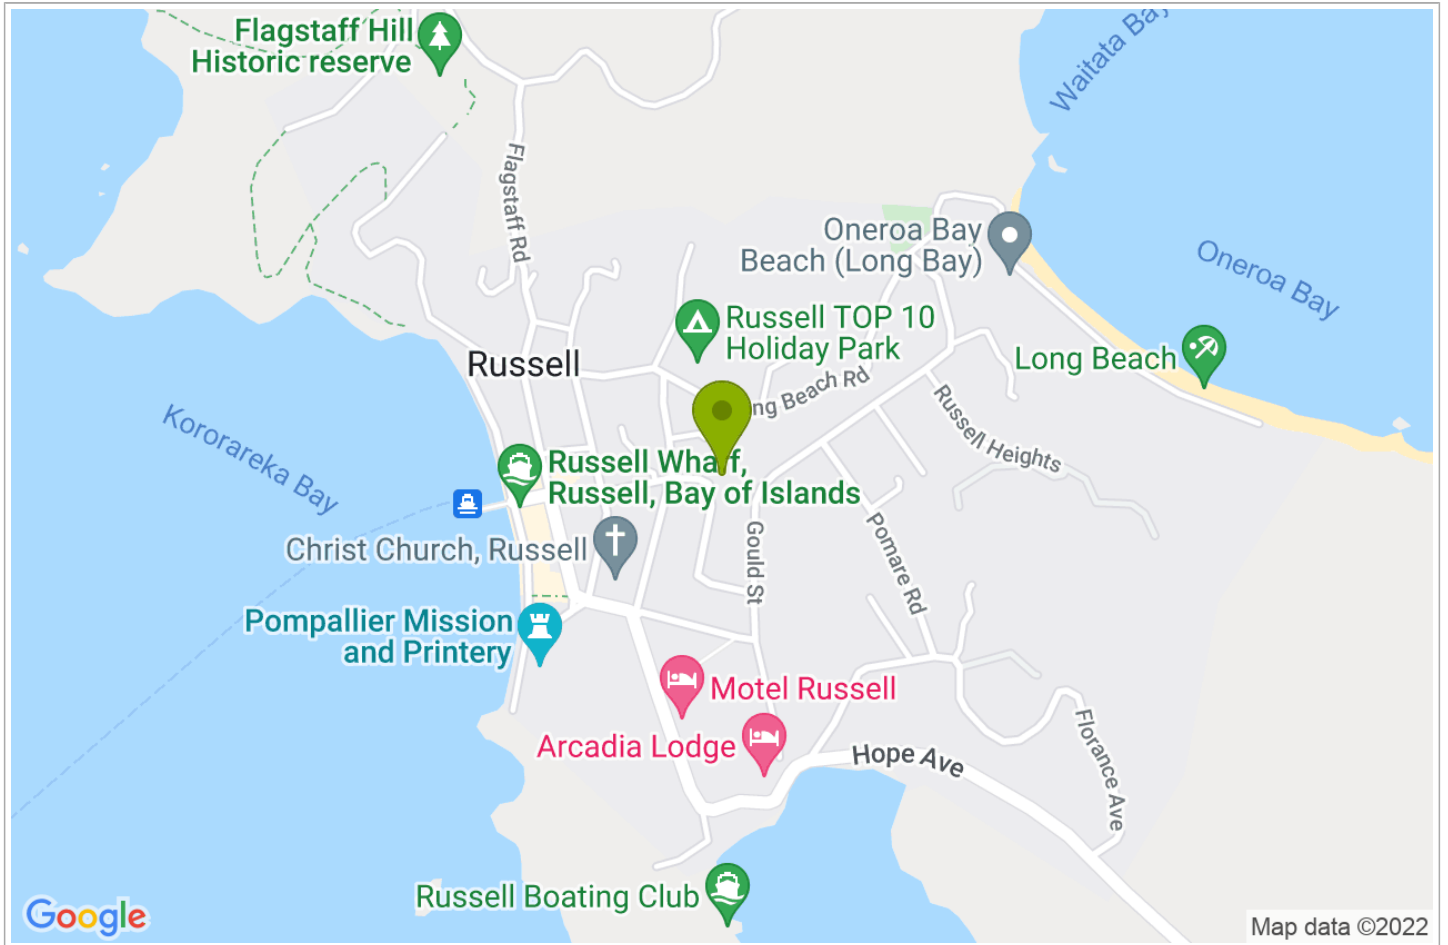 Flagstaff Hill
Historic reserve
Waitata Bay
Flagstaff Rd
Oneroa Bay
Beach (Long Bay)
Oneroa Bay
Russell TOP 10
Holiday Park
Long Beach
Russell
ng Beach Rd
Russell Heights
Kororareka Bay
Russell Wharf,
Russell, Bay of Islands
Christ Church, Russell
Gould St
Pomare Rd
Pompallier Mission
and Printery
Motel Russell
Arcadia Lodge
Hope Ave
Florance Ave
Russell Boating Club
Google
Map data ©2022